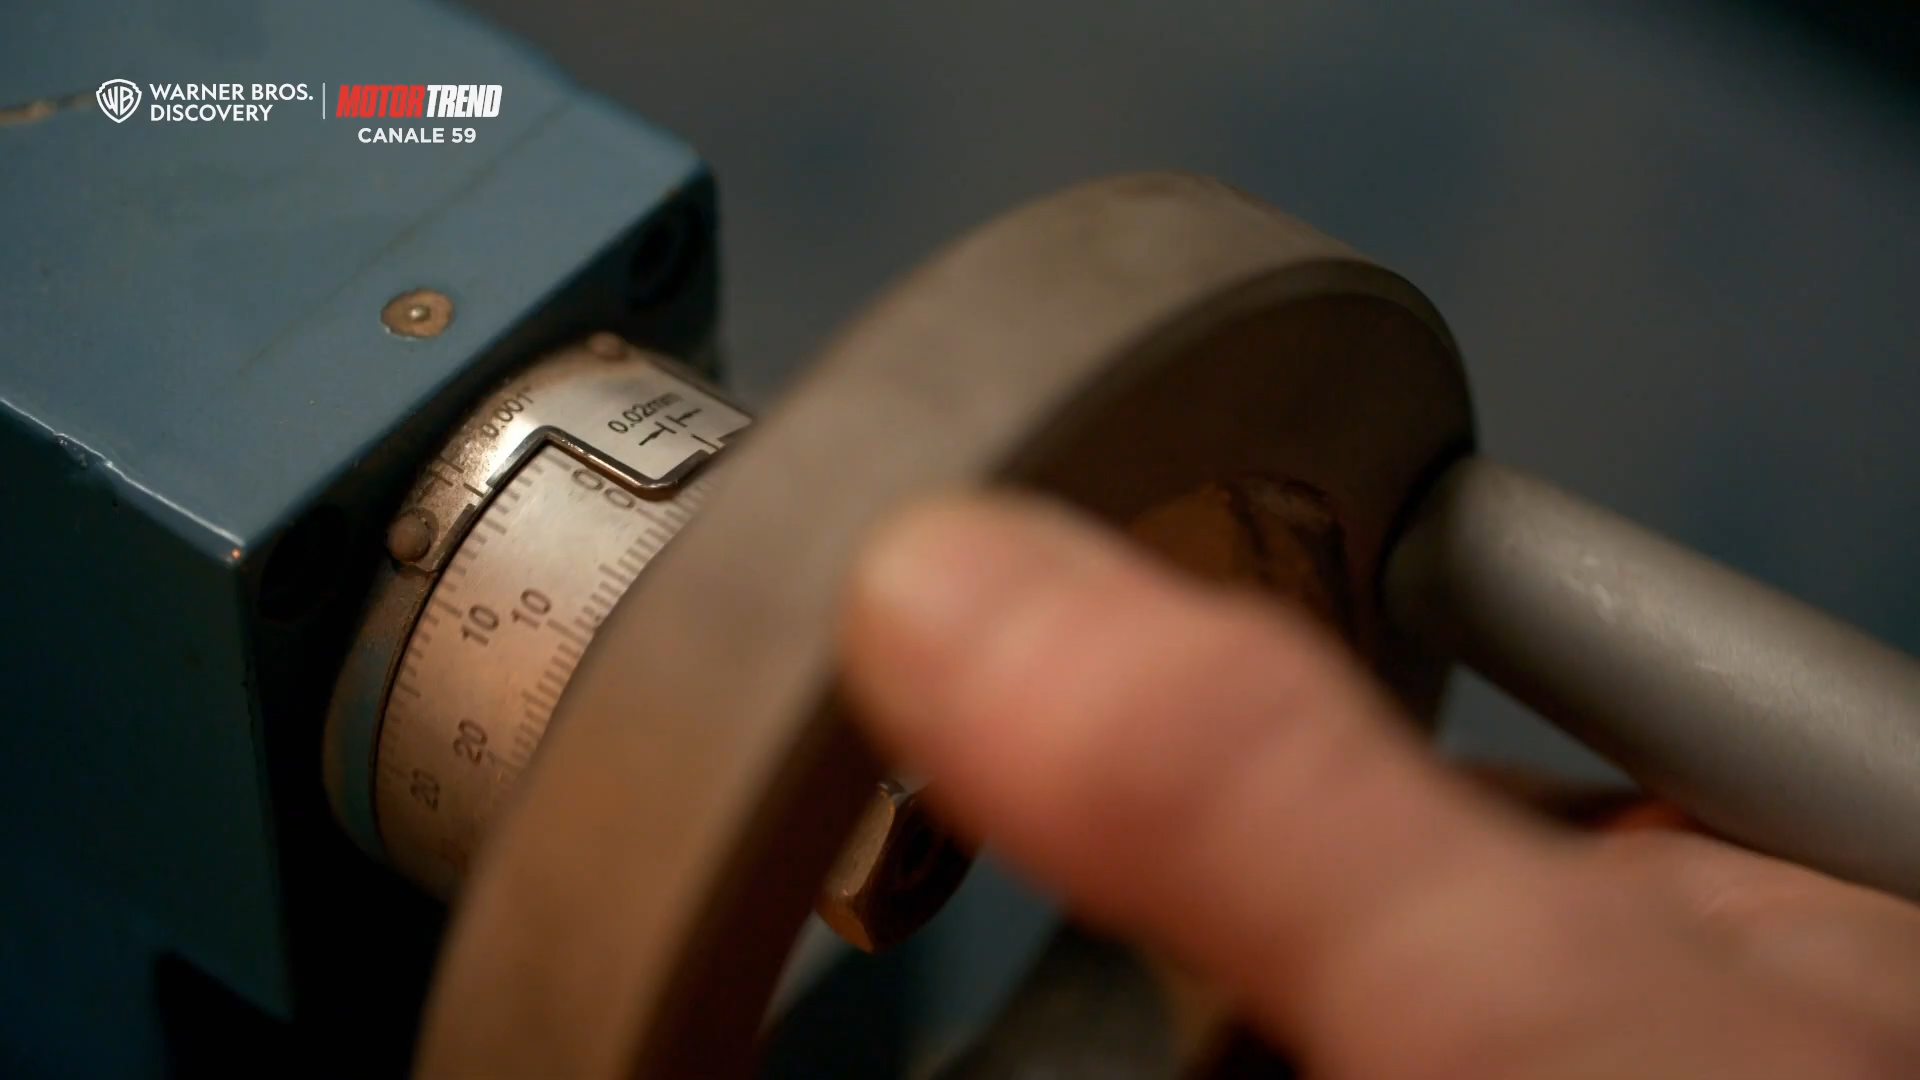 WARNER BROS.
DISCOVERY
MOTORTREND
CANALE 59
0.001"
0.02mm
0
0
10
10
20
20